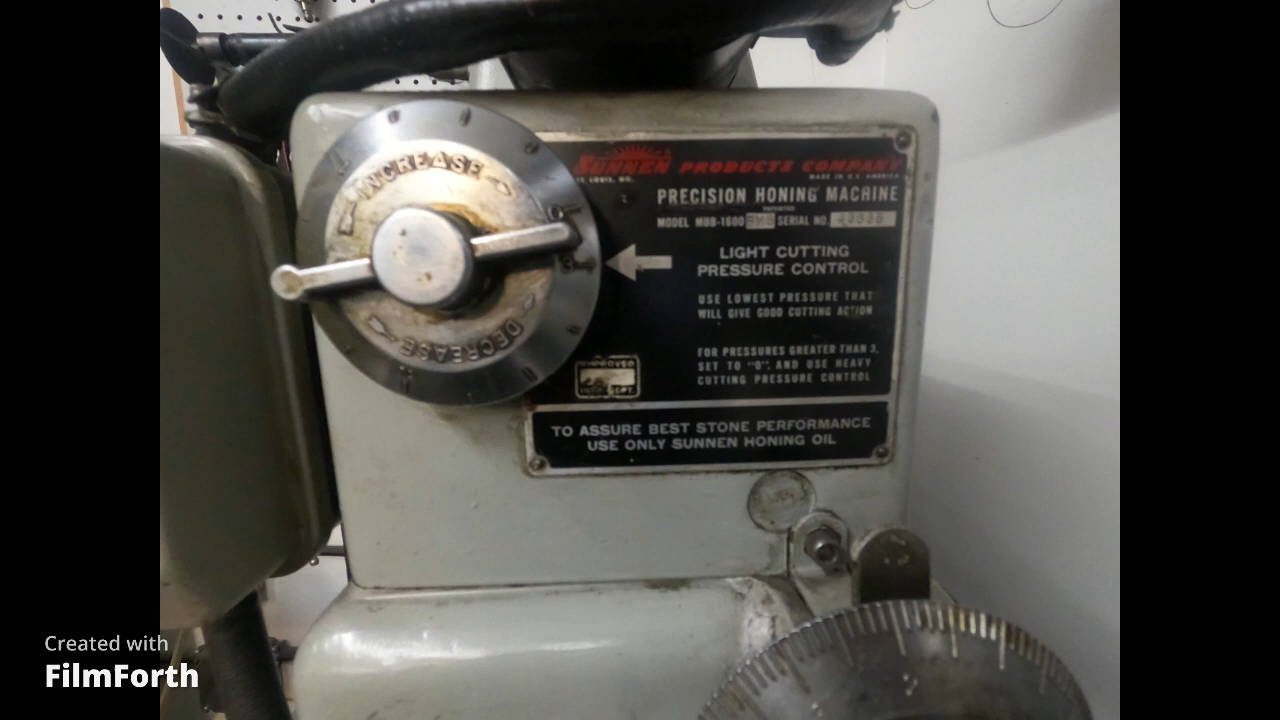 INCREASE
DECREASE
SUNNEN PRODUCTS COMPANY
ST. LOUIS, MO. MADE IN U.S. AMERICA
PRECISION HONING MACHINE
PATENTED
MODEL MBB-1600 SERIAL NO.
LIGHT CUTTING
PRESSURE CONTROL
USE LOWEST PRESSURE THAT
WILL GIVE GOOD CUTTING ACTION
FOR PRESSURES GREATER THAN 3,
SET TO "0", AND USE HEAVY
CUTTING PRESSURE CONTROL
TO ASSURE BEST STONE PERFORMANCE
USE ONLY SUNNEN HONING OIL
Created with
FilmForth